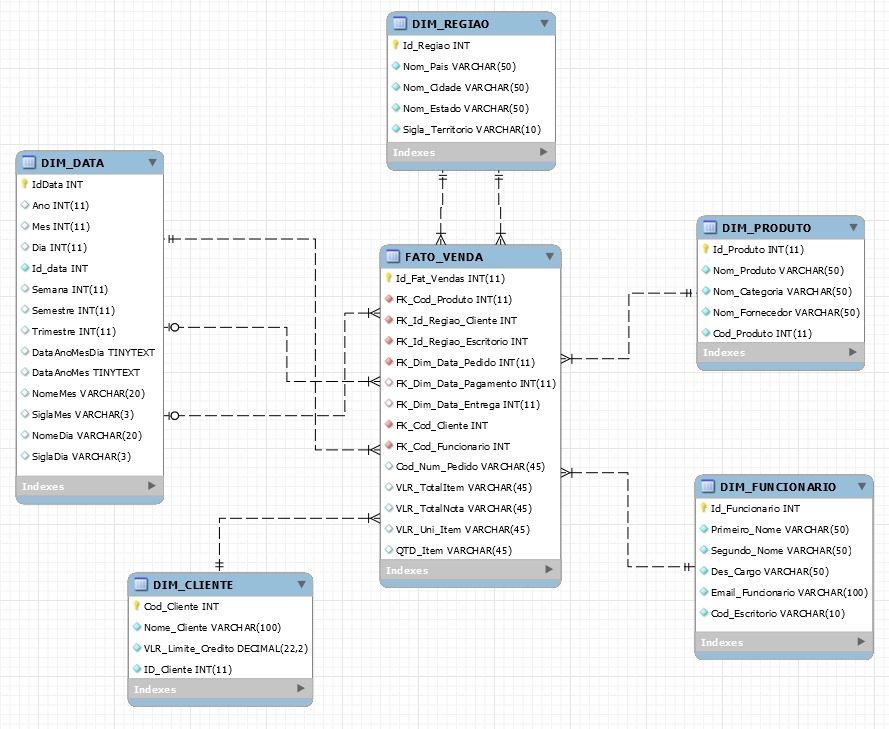 DIM_REGIAO
Id_Regiao INT
Nom_Pais VARCHAR(50)
Nom_Cidade VARCHAR(50)
Nom_Estado VARCHAR(50)
Sigla_Territorio VARCHAR(10)
Indexes
DIM_DATA
IdData INT
Ano INT(11)
Mes INT(11)
Dia INT(11)
Id_data INT
Semana INT(11)
Semestre INT(11)
Trimestre INT(11)
DataAnoMesDia TINYTEXT
DataAnoMes TINYTEXT
NomeMes VARCHAR(20)
SiglaMes VARCHAR(3)
NomeDia VARCHAR(20)
SiglaDia VARCHAR(3)
Indexes
FATO_VENDA
Id_Fat_Vendas INT(11)
FK_Cod_Produto INT(11)
FK_Id_Regiao_Cliente INT
FK_Id_Regiao_Escritorio INT
FK_Dim_Data_Pedido INT(11)
FK_Dim_Data_Pagamento INT(11)
FK_Dim_Data_Entrega INT(11)
FK_Cod_Cliente INT
FK_Cod_Funcionario INT
Cod_Num_Pedido VARCHAR(45)
VLR_TotalItem VARCHAR(45)
VLR_TotalNota VARCHAR(45)
VLR_Uni_Item VARCHAR(45)
QTD_Item VARCHAR(45)
Indexes
DIM_PRODUTO
Id_Produto INT(11)
Nom_Produto VARCHAR(50)
Nom_Categoria VARCHAR(50)
Nom_Fornecedor VARCHAR(50)
Cod_Produto INT(11)
Indexes
DIM_FUNCIONARIO
Id_Funcionario INT
Primeiro_Nome VARCHAR(50)
Segundo_Nome VARCHAR(50)
Des_Cargo VARCHAR(50)
Email_Funcionario VARCHAR(100)
Cod_Escritorio VARCHAR(10)
Indexes
DIM_CLIENTE
Cod_Cliente INT
Nome_Cliente VARCHAR(100)
VLR_Limite_Credito DECIMAL(22,2)
ID_Cliente INT(11)
Indexes